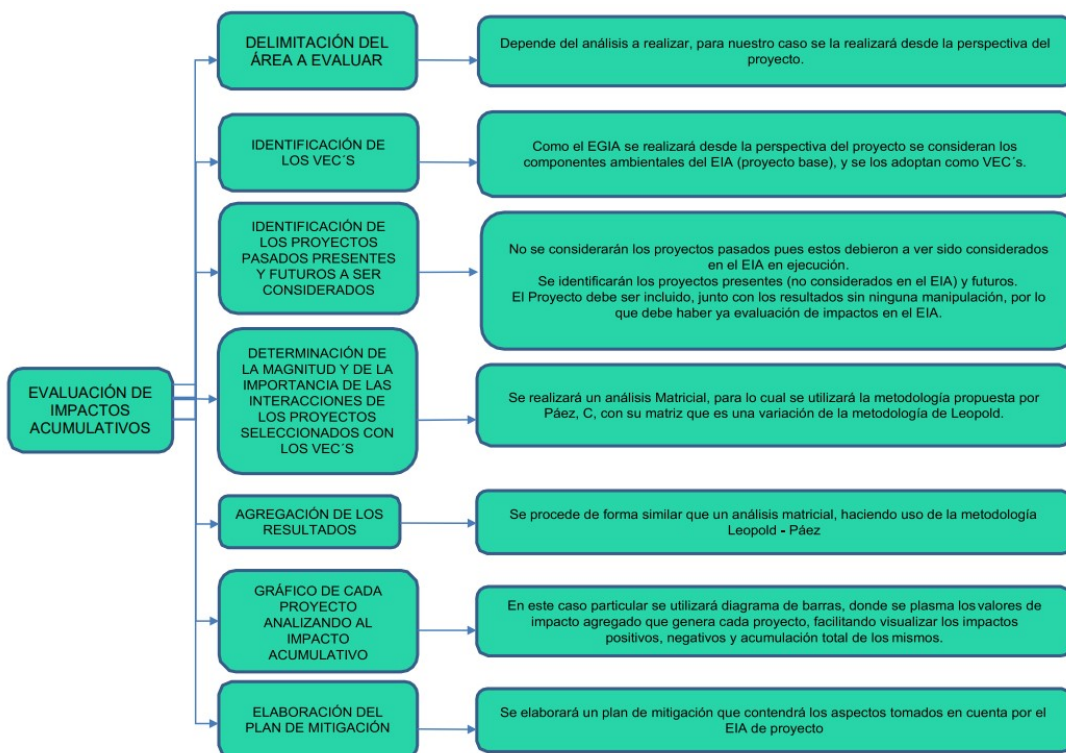 DELIMITACIÓN DEL
ÁREA A EVALUAR
Depende del análisis a realizar, para nuestro caso se la realizará desde la perspectiva del
proyecto.
IDENTIFICACIÓN DE
LOS VEC´S
Como el EGIA se realizará desde la perspectiva del proyecto se consideran los
componentes ambientales del EIA (proyecto base), y se los adoptan como VEC´s.
IDENTIFICACIÓN DE
LOS PROYECTOS
PASADOS PRESENTES
Y FUTUROS A SER
CONSIDERADOS
No se considerarán los proyectos pasados pues estos debieron a ver sido considerados
en el EIA en ejecución.
Se identificarán los proyectos presentes (no considerados en el EIA) y futuros.
El Proyecto debe ser incluido, junto con los resultados sin ninguna manipulación, por lo
que debe haber ya evaluación de impactos en el EIA.
EVALUACIÓN DE
IMPACTOS
ACUMULATIVOS
DETERMINACIÓN DE
LA MAGNITUD Y DE LA
IMPORTANCIA DE LAS
INTERACCIONES DE
LOS PROYECTOS
SELECCIONADOS CON
LOS VEC´S
Se realizará un análisis Matricial, para lo cual se utilizará la metodología propuesta por
Páez, C, con su matriz que es una variación de la metodología de Leopold.
AGREGACIÓN DE LOS
RESULTADOS
Se procede de forma similar que un análisis matricial, haciendo uso de la metodología
Leopold - Páez
GRÁFICO DE CADA
PROYECTO
ANALIZANDO AL
IMPACTO
ACUMULATIVO
En este caso particular se utilizará diagrama de barras, donde se plasma los valores de
impacto agregado que genera cada proyecto, facilitando visualizar los impactos
positivos, negativos y acumulación total de los mismos.
ELABORACIÓN DEL
PLAN DE MITIGACIÓN
Se elaborará un plan de mitigación que contendrá los aspectos tomados en cuenta por el
EIA de proyecto